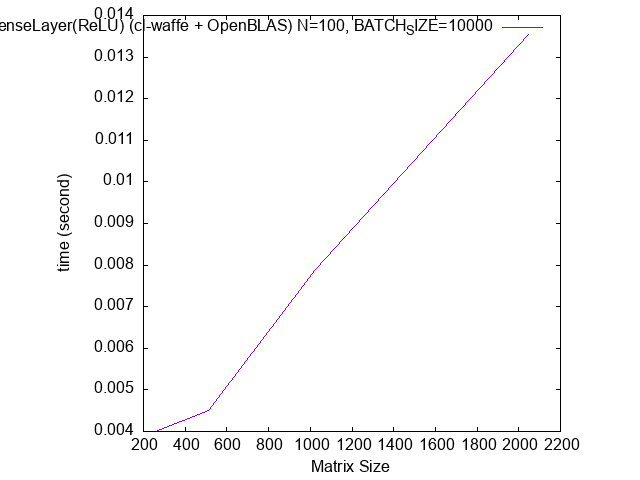 0.014
enseLayer(ReLU) (cl-waffe + OpenBLAS) N=100, BATCHSIZE=10000
0.013
0.012
0.011
0.01
0.009
0.008
0.007
0.006
0.005
0.004
time (second)
200 400 600 800 1000 1200 1400 1600 1800 2000 2200
Matrix Size